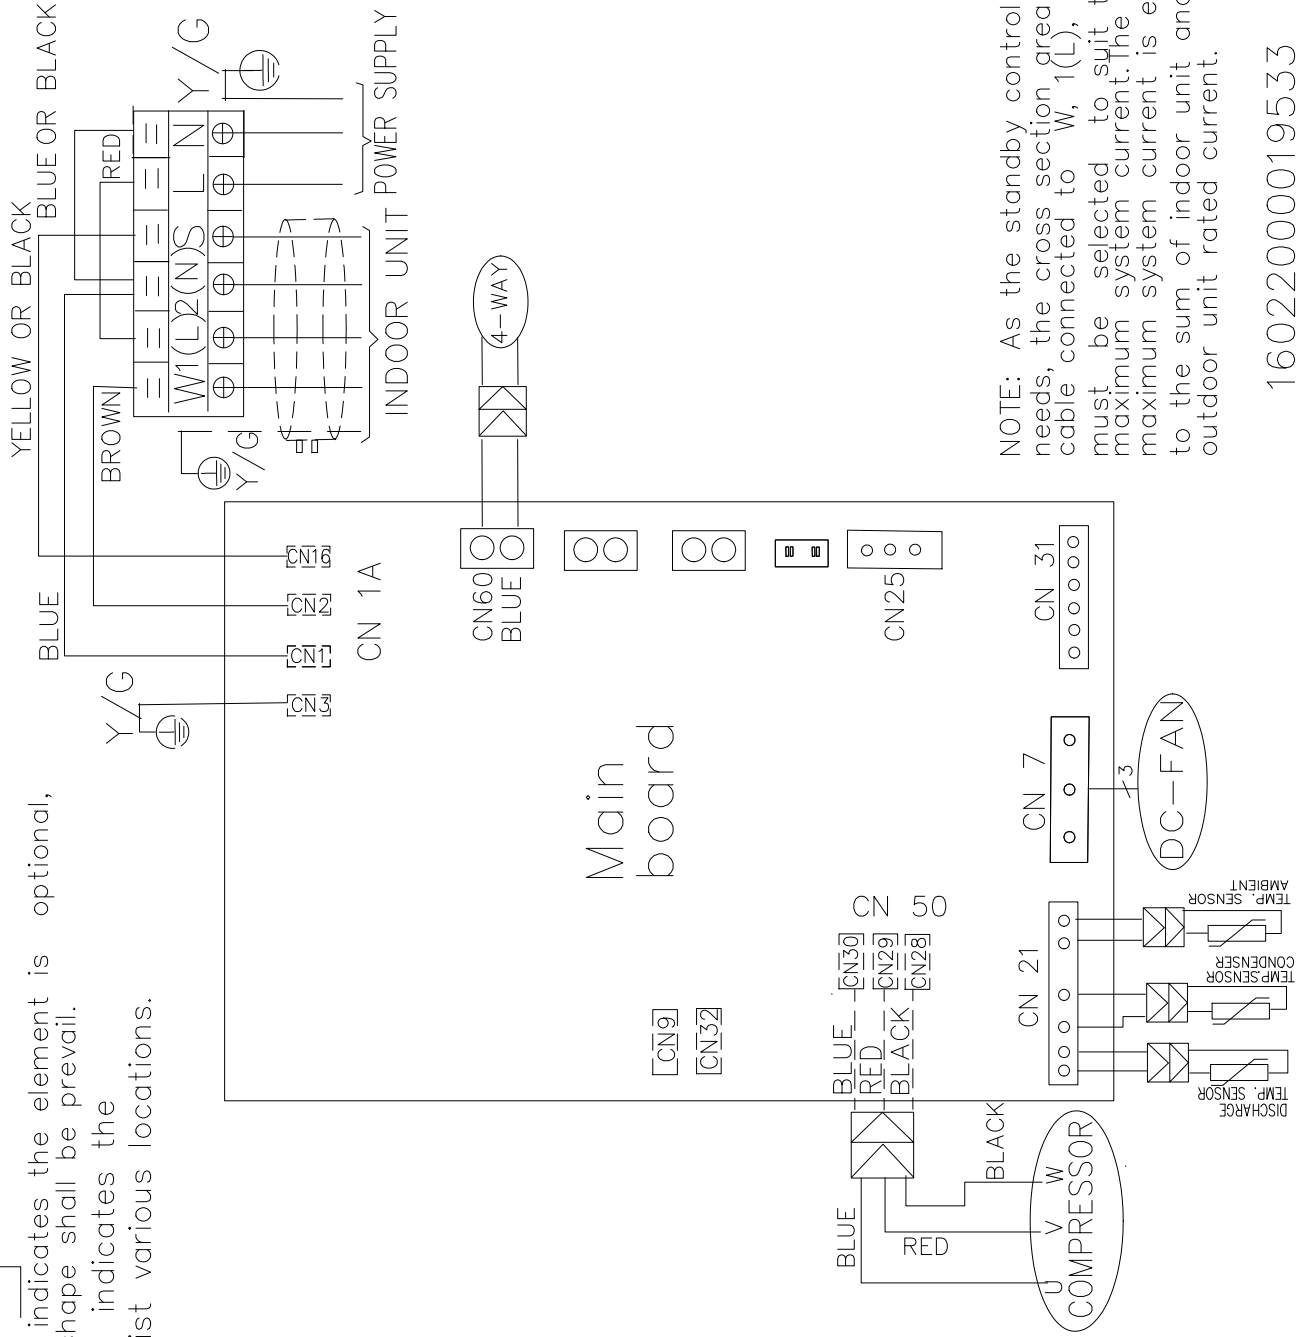 indicates the element is optional,
shall be prevail.
indicates the
various locations.
YELLOW OR BLACK
BLUE OR BLACK
RED
BLUE
BROWN
Y/G
W 1(L) 2(N) S L N
Y/G
POWER SUPPLY
INDOOR UNIT
Y/G
CN16
CN2
CN1
CN3
CN 1A
4-WAY
CN60
BLUE
CN25
CN 31
Main
board
CN 7
3
DC-FAN
CN 50
CN30
CN29
CN28
CN9
CN32
CN 21
BLUE
RED
BLACK
BLUE
RED
BLACK
U V W
COMPRESSOR
TEMP. SENSOR
AMBIENT
TEMP.SENSOR
CONDENSER
DISCHARGE
TEMP. SENSOR
NOTE: As the standby control
needs, the cross section area
cable connected to W, 1(L),
must be selected to suit
maximum system current.The
maximum system current is
to the sum of indoor unit and
outdoor unit rated current.
16022000019533